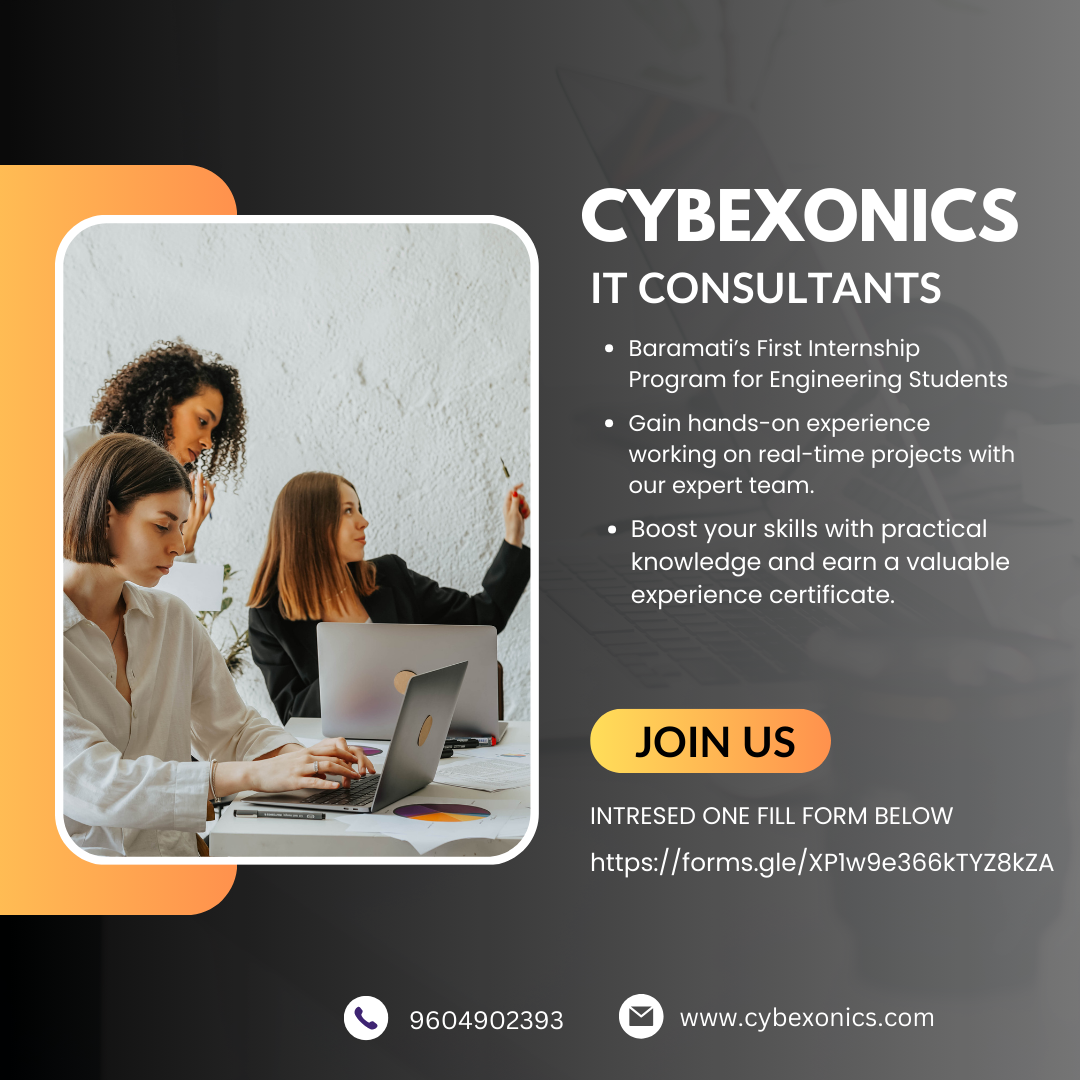 CYBEXONICS
IT CONSULTANTS
• Baramati’s First Internship
Program for Engineering Students
• Gain hands-on experience
working on real-time projects with
our expert team.
• Boost your skills with practical
knowledge and earn a valuable
experience certificate.
JOIN US
INTRESED ONE FILL FORM BELOW
https://forms.gle/XP1w9e366kTYZ8kZA
9604902393
www.cybexonics.com